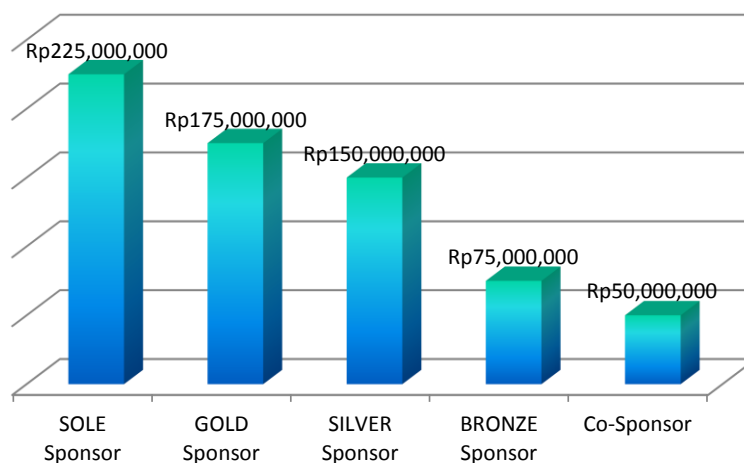 Rp225,000,000
Rp175,000,000
Rp150,000,000
Rp75,000,000
Rp50,000,000
SOLE
Sponsor
GOLD
Sponsor
SILVER
Sponsor
BRONZE
Sponsor
Co-Sponsor